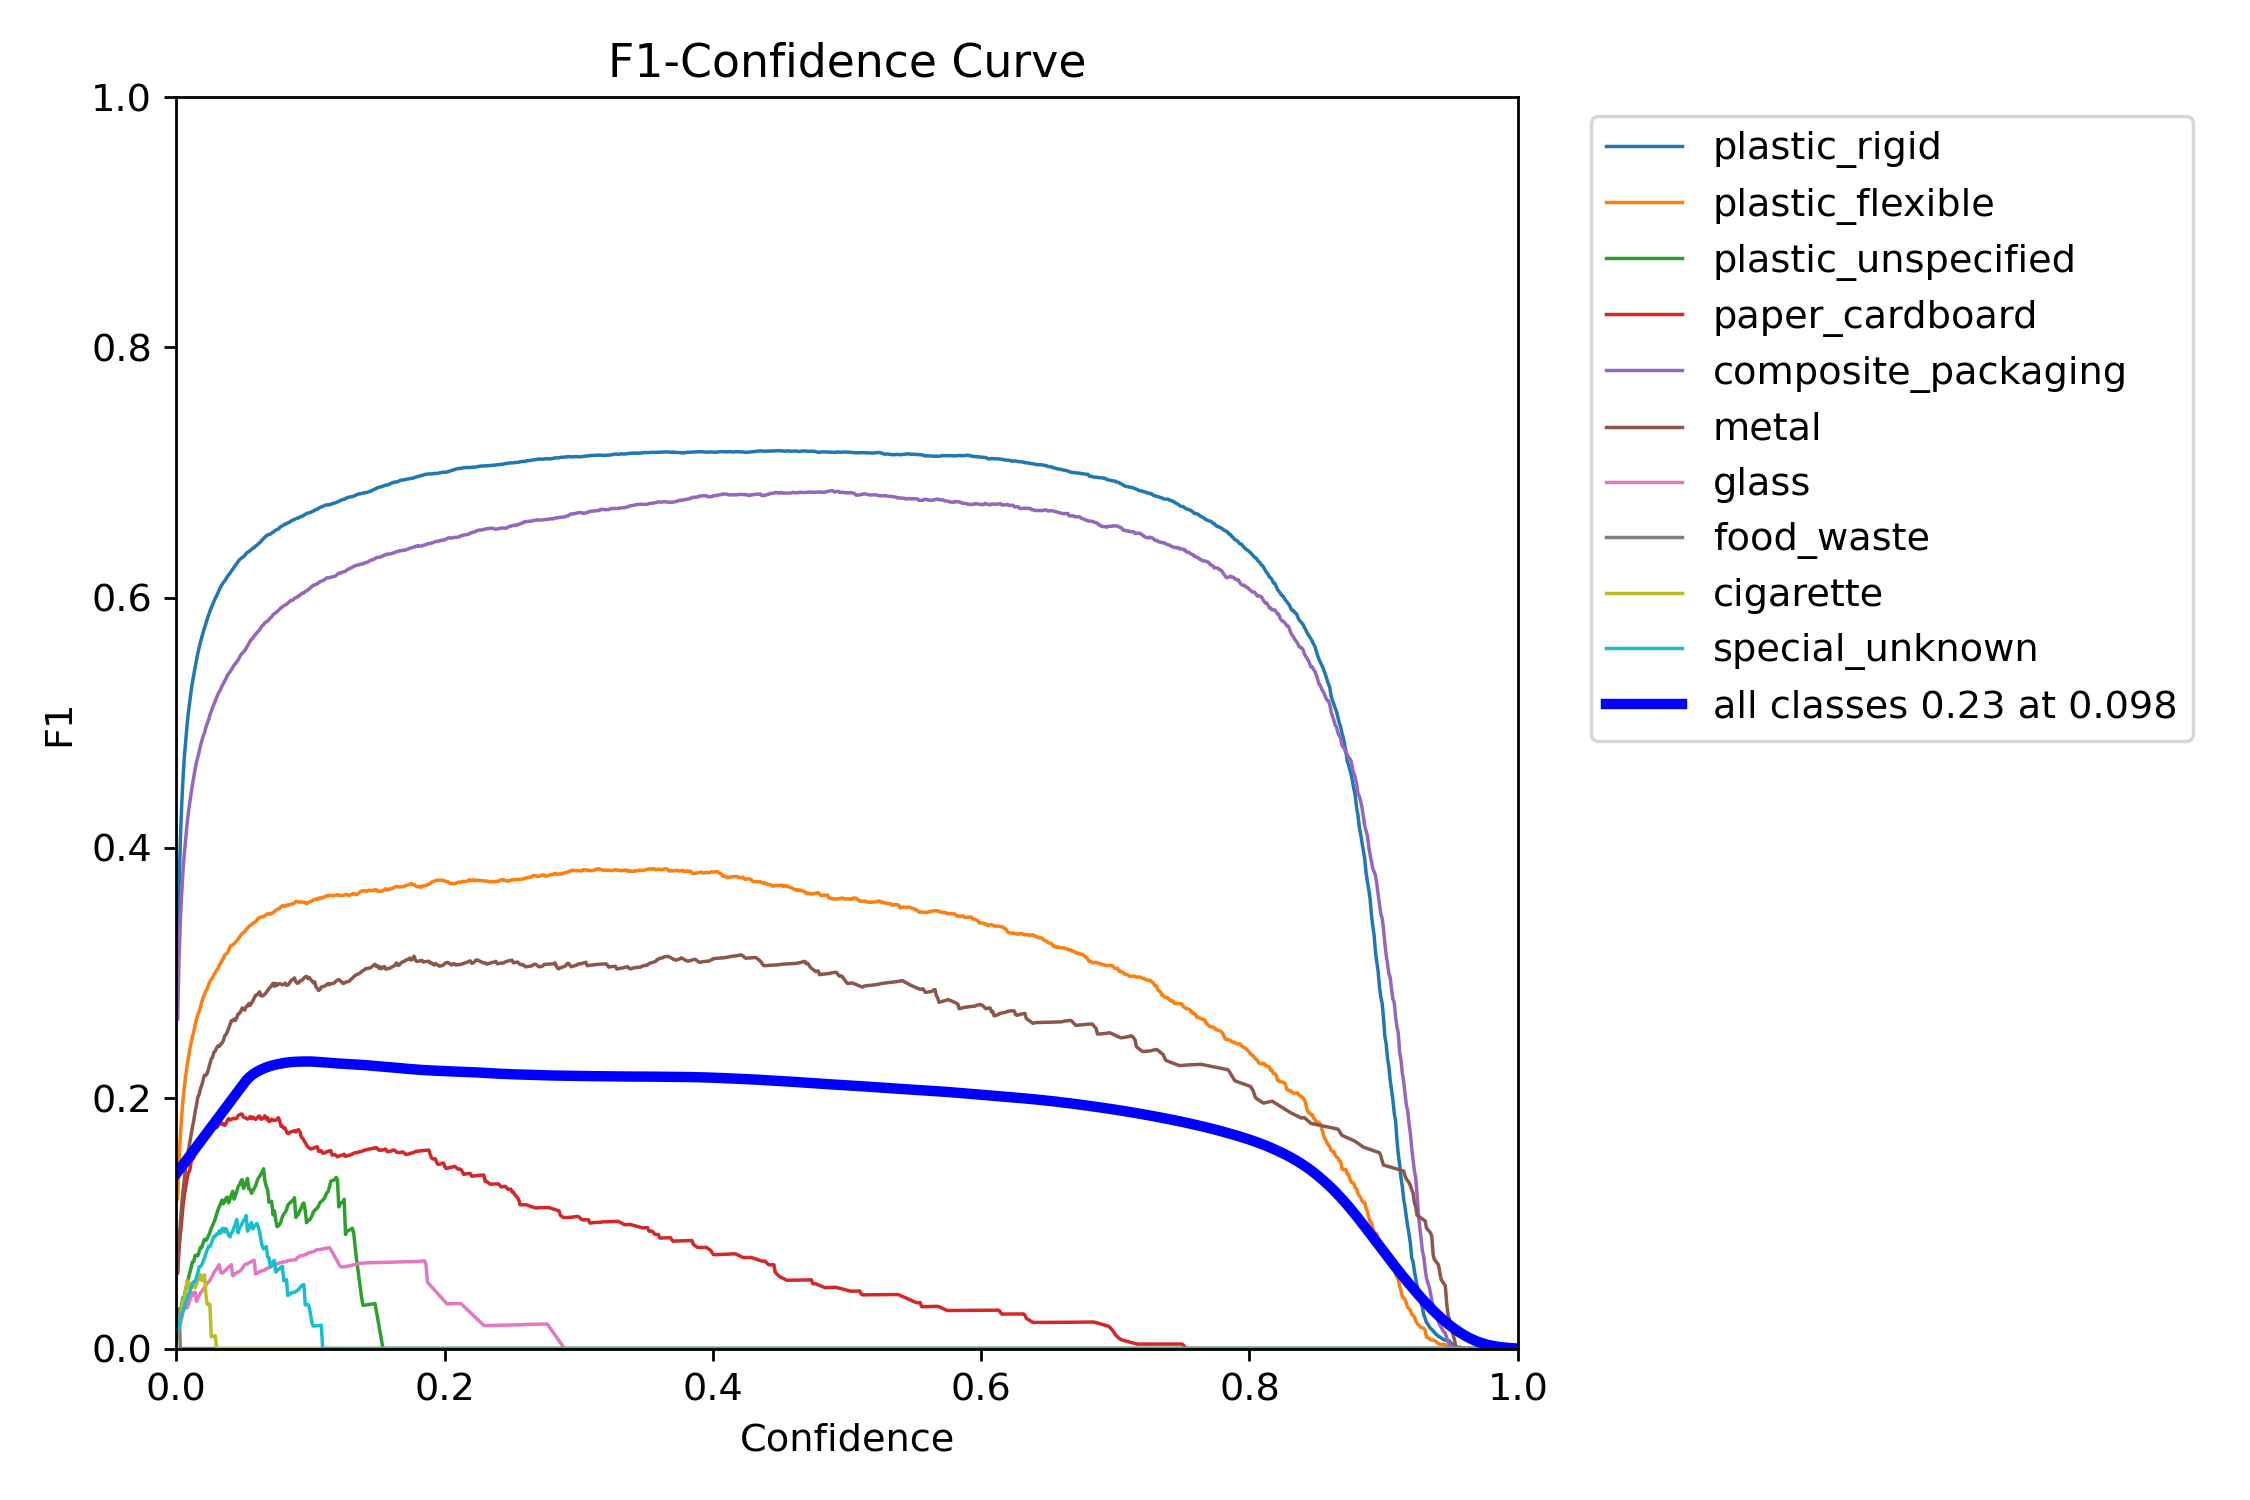 F1-Confidence Curve
1.0
0.8
0.6
0.4
0.2
0.0
F1
0.0 0.2 0.4 0.6 0.8 1.0
Confidence
plastic_rigid
plastic_flexible
plastic_unspecified
paper_cardboard
composite_packaging
metal
glass
food_waste
cigarette
special_unknown
all classes 0.23 at 0.098